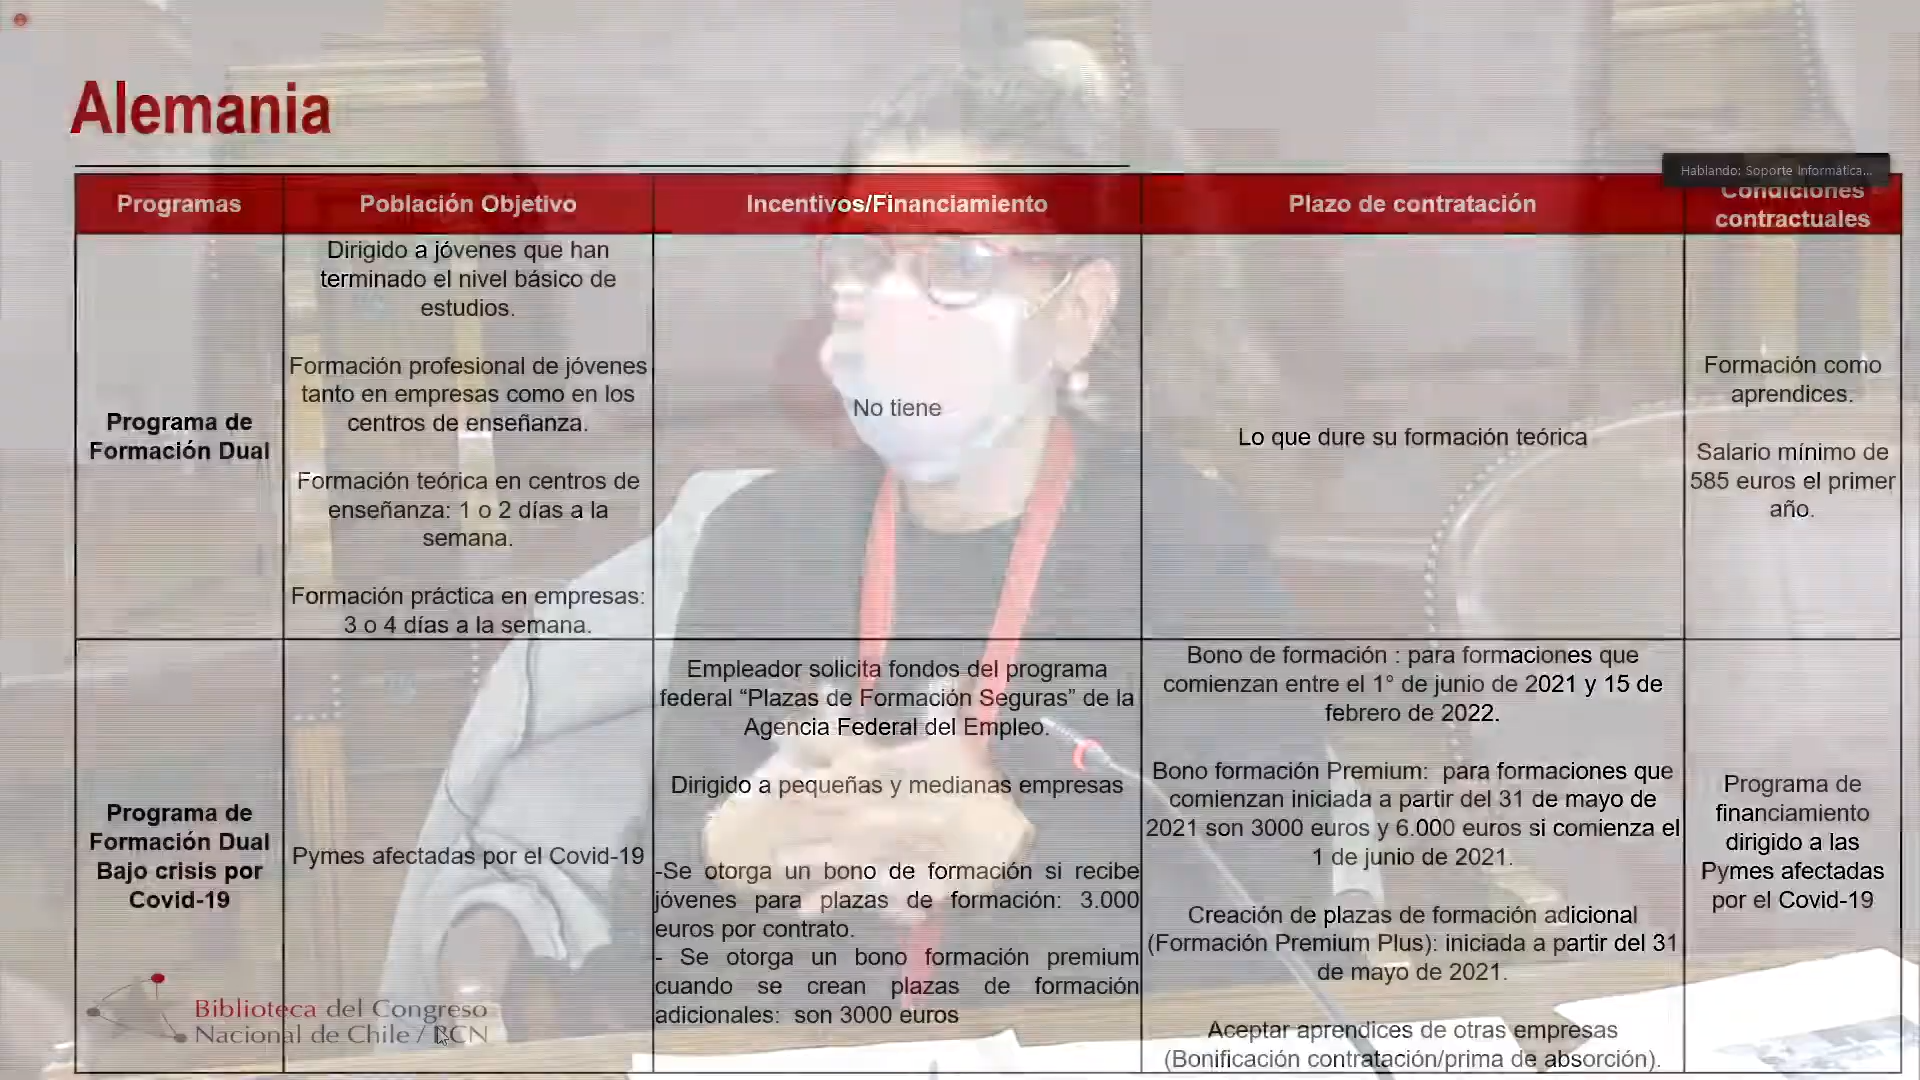 Alemania
Hablando: Soporte Informática...
Programas
Población Objetivo
Incentivos/Financiamiento
Plazo de contratación
Condiciones
contractuales
Programa de
Formación Dual
Dirigido a jóvenes que han
terminado el nivel básico de
estudios.
Formación profesional de jóvenes
tanto en empresas como en los
centros de enseñanza.
Formación teórica en centros de
enseñanza: 1 o 2 días a la
semana.
Formación práctica en empresas:
3 o 4 días a la semana.
No tiene
Lo que dure su formación teórica
Formación como
aprendices.
Salario mínimo de
585 euros el primer
año.
Programa de
Formación Dual
Bajo crisis por
Covid-19
Pymes afectadas por el Covid-19
Empleador solicita fondos del programa
federal “Plazas de Formación Seguras” de la
Agencia Federal del Empleo.
Dirigido a pequeñas y medianas empresas
-Se otorga un bono de formación si recibe
jóvenes para plazas de formación: 3.000
euros por contrato.
- Se otorga un bono formación premium
cuando se crean plazas de formación
adicionales: son 3000 euros
Bono de formación : para formaciones que
comienzan entre el 1° de junio de 2021 y 15 de
febrero de 2022.
Bono formación Premium: para formaciones que
comienzan iniciada a partir del 31 de mayo de
2021 son 3000 euros y 6.000 euros si comienza el
1 de junio de 2021.
Creación de plazas de formación adicional
(Formación Premium Plus): iniciada a partir del 31
de mayo de 2021.
Aceptar aprendices de otras empresas
(Bonificación contratación/prima de absorción).
Programa de
financiamiento
dirigido a las
Pymes afectadas
por el Covid-19
Biblioteca del Congreso
Nacional de Chile / BCN